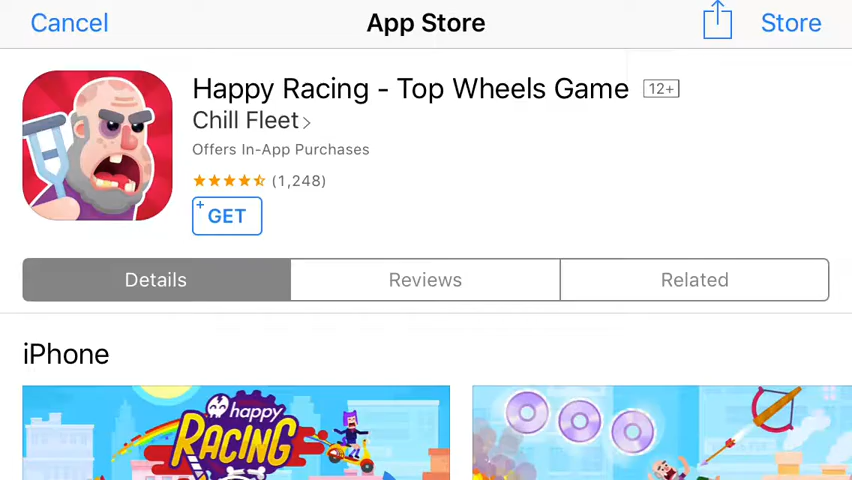 Cancel
App Store
Store
Happy Racing - Top Wheels Game 12+
Chill Fleet >
Offers In-App Purchases
(1,248)
+ GET
Details
Reviews
Related
iPhone
happy
RACING